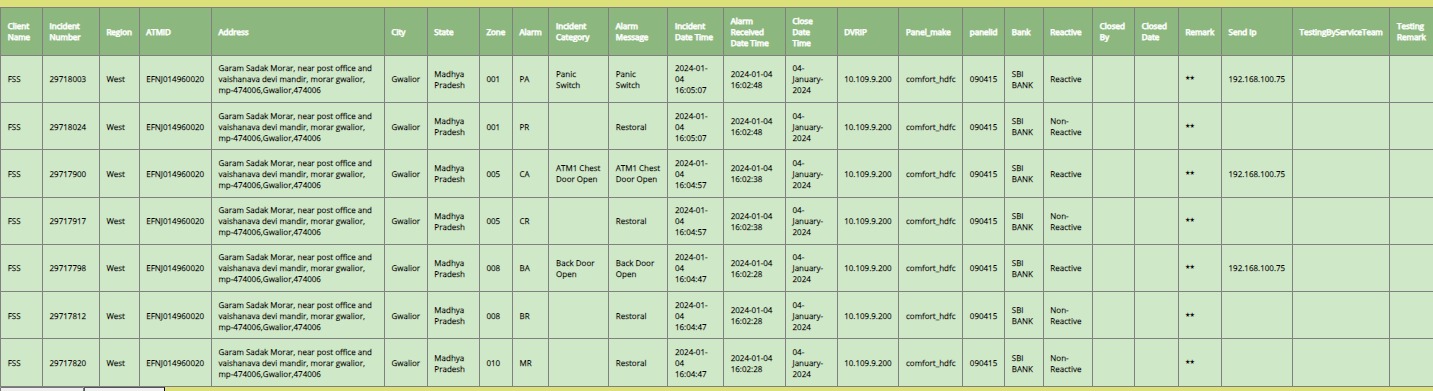 Client Name | Incident Number | Region | ATMID | Address | City | State | Zone | Alarm | Incident Category | Alarm Message | Incident Date Time | Alarm Received Date Time | Close Date Time | DVRIP | Panel_make | panelid | Bank | Reactive | Closed By | Closed Date | Remark | Send Ip | TestingByServiceTeam | Testing Remark
FSS | 29718003 | West | EFNJ014960020 | Garam Sadak Morar, near post office and vaishanava devi mandir, morar gwalior, mp-474006,Gwalior,474006 | Gwalior | Madhya Pradesh | 001 | PA | Panic Switch | Panic Switch | 2024-01-04 16:05:07 | 2024-01-04 16:02:48 | 04-January-2024 | 10.109.9.200 | comfort_hdfc | 090415 | SBI BANK | Reactive | | | ** | 192.168.100.75 | |
FSS | 29718024 | West | EFNJ014960020 | Garam Sadak Morar, near post office and vaishanava devi mandir, morar gwalior, mp-474006,Gwalior,474006 | Gwalior | Madhya Pradesh | 001 | PR | | Restoral | 2024-01-04 16:05:07 | 2024-01-04 16:02:48 | 04-January-2024 | 10.109.9.200 | comfort_hdfc | 090415 | SBI BANK | Non-Reactive | | | ** | | |
FSS | 29717900 | West | EFNJ014960020 | Garam Sadak Morar, near post office and vaishanava devi mandir, morar gwalior, mp-474006,Gwalior,474006 | Gwalior | Madhya Pradesh | 005 | CA | ATM1 Chest Door Open | ATM1 Chest Door Open | 2024-01-04 16:04:57 | 2024-01-04 16:02:38 | 04-January-2024 | 10.109.9.200 | comfort_hdfc | 090415 | SBI BANK | Reactive | | | ** | 192.168.100.75 | |
FSS | 29717917 | West | EFNJ014960020 | Garam Sadak Morar, near post office and vaishanava devi mandir, morar gwalior, mp-474006,Gwalior,474006 | Gwalior | Madhya Pradesh | 005 | CR | | Restoral | 2024-01-04 16:04:57 | 2024-01-04 16:02:38 | 04-January-2024 | 10.109.9.200 | comfort_hdfc | 090415 | SBI BANK | Non-Reactive | | | ** | | |
FSS | 29717798 | West | EFNJ014960020 | Garam Sadak Morar, near post office and vaishanava devi mandir, morar gwalior, mp-474006,Gwalior,474006 | Gwalior | Madhya Pradesh | 008 | BA | Back Door Open | Back Door Open | 2024-01-04 16:04:47 | 2024-01-04 16:02:28 | 04-January-2024 | 10.109.9.200 | comfort_hdfc | 090415 | SBI BANK | Reactive | | | ** | 192.168.100.75 | |
FSS | 29717812 | West | EFNJ014960020 | Garam Sadak Morar, near post office and vaishanava devi mandir, morar gwalior, mp-474006,Gwalior,474006 | Gwalior | Madhya Pradesh | 008 | BR | | Restoral | 2024-01-04 16:04:47 | 2024-01-04 16:02:28 | 04-January-2024 | 10.109.9.200 | comfort_hdfc | 090415 | SBI BANK | Non-Reactive | | | ** | | |
FSS | 29717820 | West | EFNJ014960020 | Garam Sadak Morar, near post office and vaishanava devi mandir, morar gwalior, mp-474006,Gwalior,474006 | Gwalior | Madhya Pradesh | 010 | MR | | Restoral | 2024-01-04 16:04:47 | 2024-01-04 16:02:28 | 04-January-2024 | 10.109.9.200 | comfort_hdfc | 090415 | SBI BANK | Non-Reactive | | | ** | | |